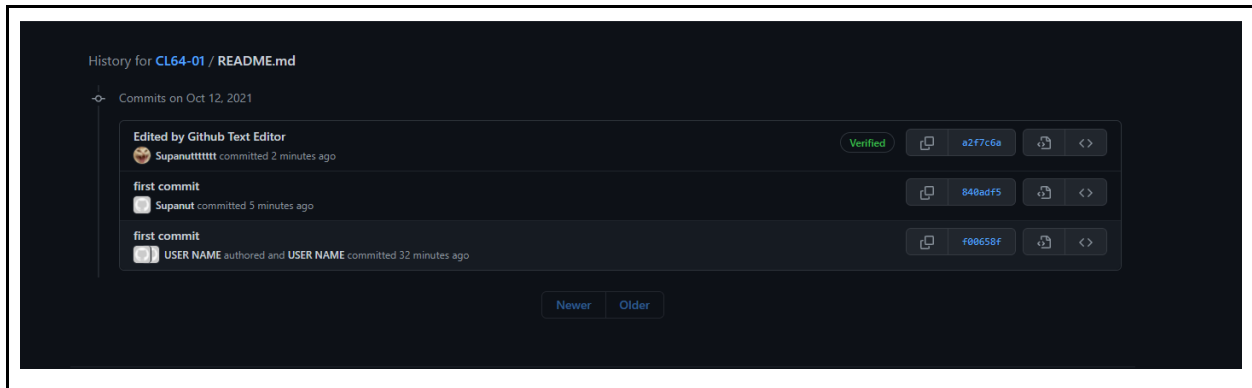 History for CL64-01 / README.md
Commits on Oct 12, 2021
Edited by Github Text Editor
Verified
a2f7c6a
Supanuttttttt committed 2 minutes ago
first commit
840adf5
Supanut committed 5 minutes ago
first commit
f00658f
USER NAME authored and USER NAME committed 32 minutes ago
Newer Older